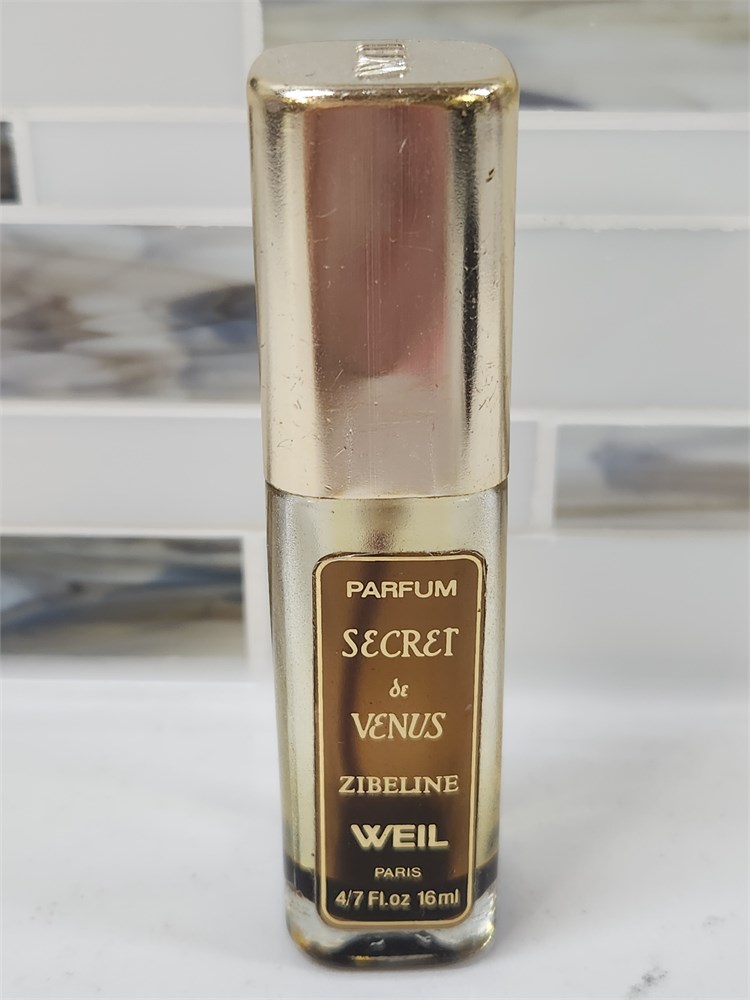 PARFUM
SECRET
de
VENUS
ZIBELINE
WEIL
PARIS
4/7 Fl.oz 16ml